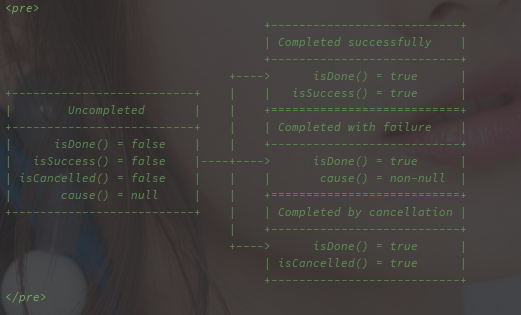 <pre>
                                      +---------------------------+
                                      | Completed successfully    |
                                      +---------------------------+
                                 +---->      isDone() = true      |
+---------------------------+    |    |   isSuccess() = true      |
|        Uncompleted        |    |    +===========================+
+---------------------------+    |    | Completed with failure    |
|      isDone() = false     |    |    +---------------------------+
|   isSuccess() = false     |----+---->      isDone() = true      |
| isCancelled() = false     |    |    |       cause() = non-null  |
|       cause() = null      |    |    +===========================+
+---------------------------+    |    | Completed by cancellation |
                                 |    +---------------------------+
                                 +---->      isDone() = true      |
                                      | isCancelled() = true      |
                                      +---------------------------+
</pre>